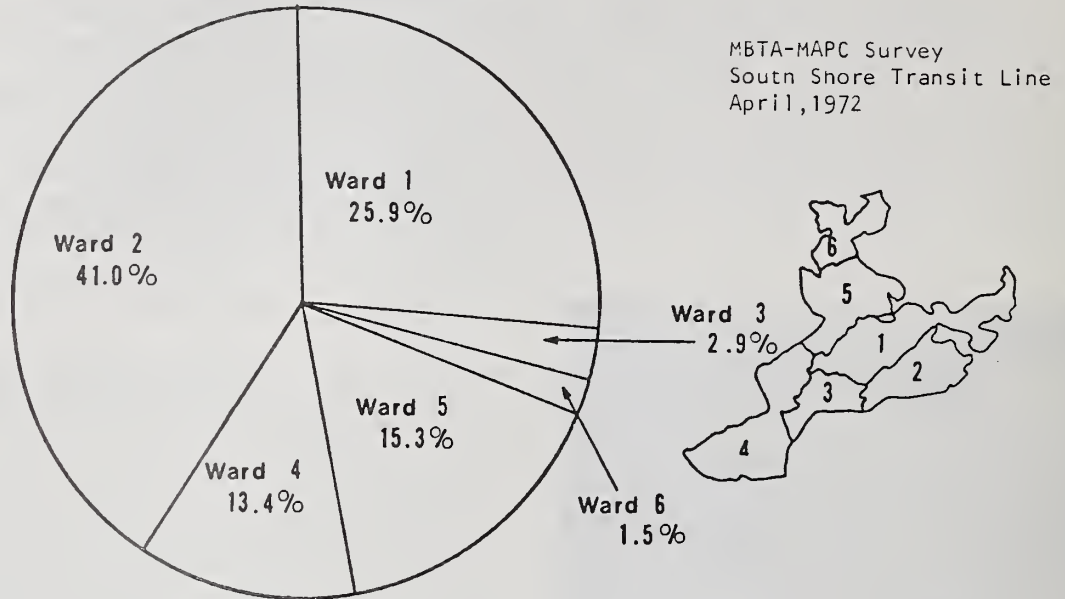 MBTA-MAPC Survey
Soutn Shore Transit Line
April,1972
Ward 1
25.9%
Ward 2
41.0%
Ward 3
2.9%
Ward 5
15.3%
Ward 4
13.4%
Ward 6
1.5%
6
5
1
2
3
4